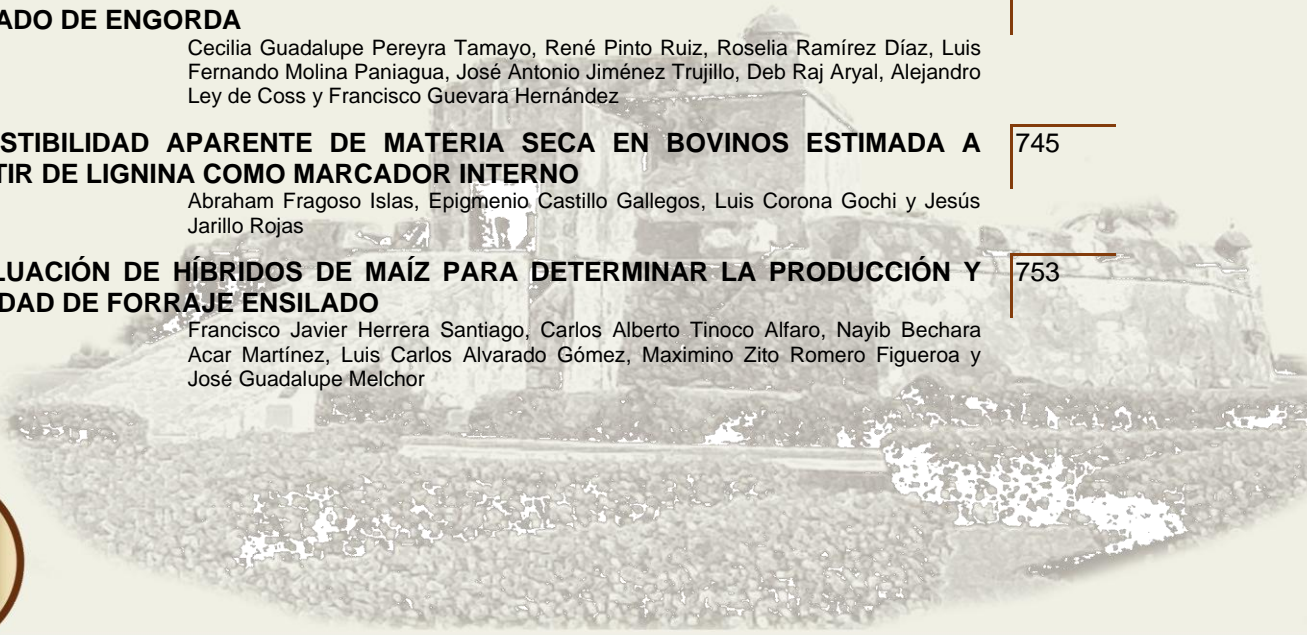 ADO DE ENGORDA
Cecilia Guadalupe Pereyra Tamayo, René Pinto Ruiz, Roselia Ramírez Díaz, Luis
Fernando Molina Paniagua, José Antonio Jiménez Trujillo, Deb Raj Aryal, Alejandro
Ley de Coss y Francisco Guevara Hernández
STIBILIDAD APARENTE DE MATERIA SECA EN BOVINOS ESTIMADA A 745
TIR DE LIGNINA COMO MARCADOR INTERNO
Abraham Fragoso Islas, Epigmenio Castillo Gallegos, Luis Corona Gochi y Jesús
Jarillo Rojas
LUACIÓN DE HÍBRIDOS DE MAÍZ PARA DETERMINAR LA PRODUCCIÓN Y 753
DAD DE FORRAJE ENSILADO
Francisco Javier Herrera Santiago, Carlos Alberto Tinoco Alfaro, Nayib Bechara
Acar Martínez, Luis Carlos Alvarado Gómez, Maximino Zito Romero Figueroa y
José Guadalupe Melchor